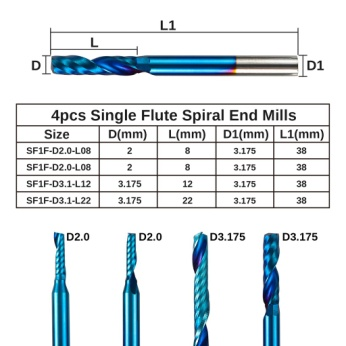 L1
L
D
D1
4pcs Single Flute Spiral End Mills
Size D(mm) L(mm) D1(mm) L1(mm)
SF1F-D2.0-L08 2 8 3.175 38
SF1F-D2.0-L08 2 8 3.175 38
SF1F-D3.1-L12 3.175 12 3.175 38
SF1F-D3.1-L22 3.175 22 3.175 38
D2.0 D2.0 D3.175 D3.175